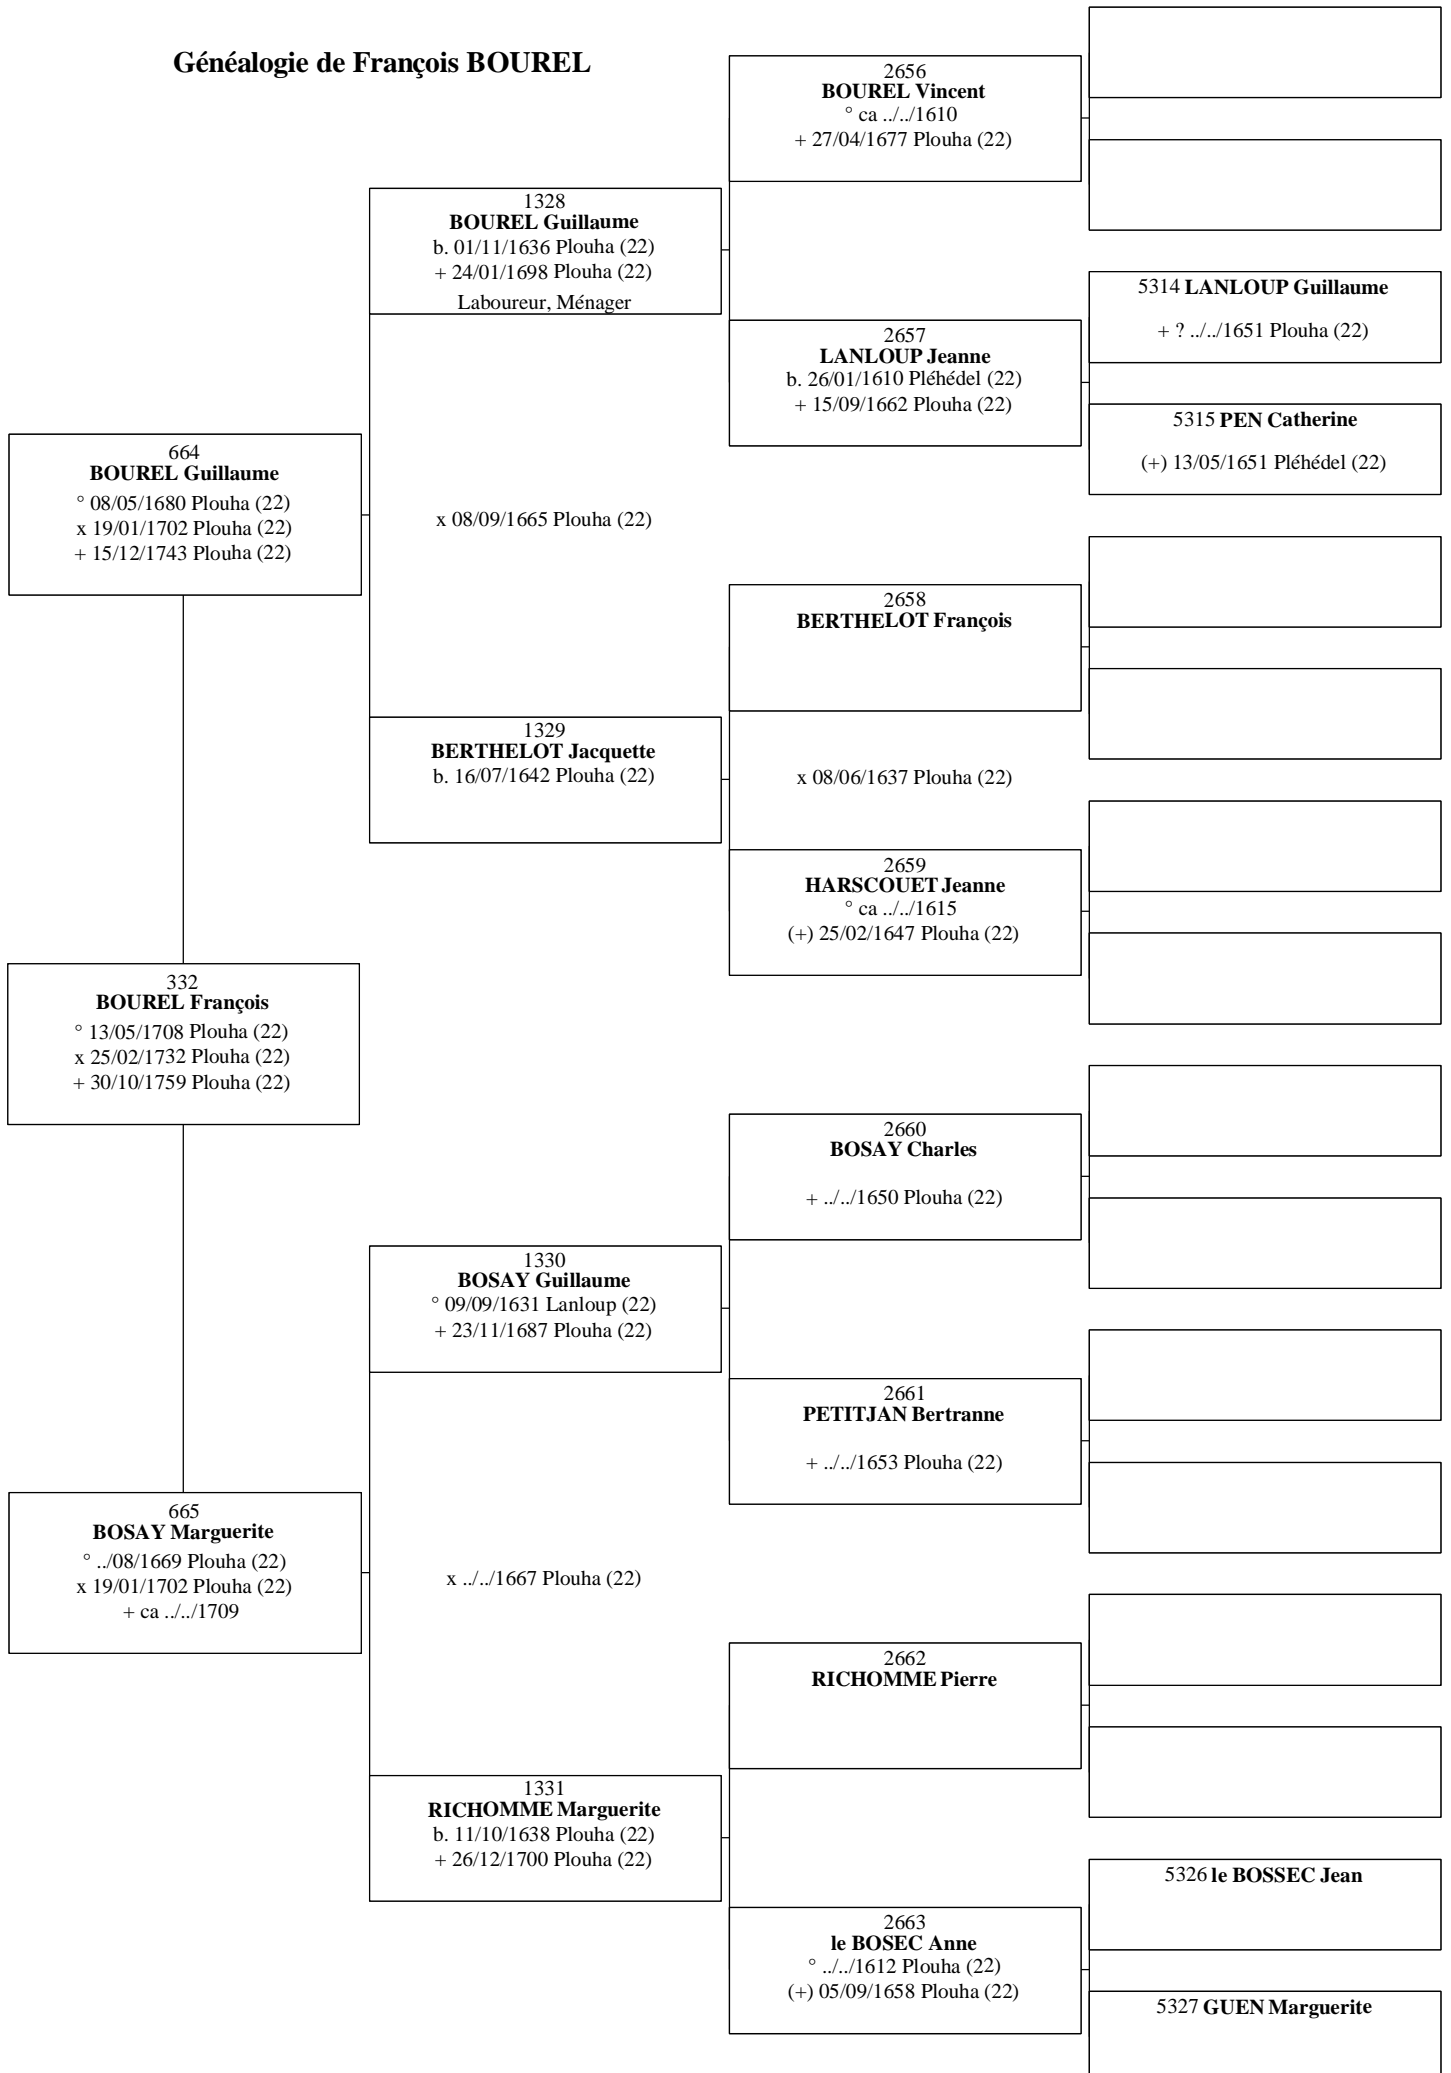 Généalogie de François BOUREL
664
BOUREL Guillaume
° 08/05/1680 Plouha (22)
x 19/01/1702 Plouha (22)
+ 15/12/1743 Plouha (22)
332
BOUREL François
° 13/05/1708 Plouha (22)
x 25/02/1732 Plouha (22)
+ 30/10/1759 Plouha (22)
665
BOSAY Marguerite
° ../08/1669 Plouha (22)
x 19/01/1702 Plouha (22)
+ ca ../../1709
1328
BOUREL Guillaume
b. 01/11/1636 Plouha (22)
+ 24/01/1698 Plouha (22)
Laboureur, Ménager
x 08/09/1665 Plouha (22)
1329
BERTHELOT Jacquette
b. 16/07/1642 Plouha (22)
1330
BOSAY Guillaume
° 09/09/1631 Lanloup (22)
+ 23/11/1687 Plouha (22)
x ../../1667 Plouha (22)
1331
RICHOMME Marguerite
b. 11/10/1638 Plouha (22)
+ 26/12/1700 Plouha (22)
2656
BOUREL Vincent
° ca ../../1610
+ 27/04/1677 Plouha (22)
2657
LANLOUP Jeanne
b. 26/01/1610 Pléhédel (22)
+ 15/09/1662 Plouha (22)
2658
BERTHELOT François
x 08/06/1637 Plouha (22)
2659
HARSCOUET Jeanne
° ca ../../1615
(+) 25/02/1647 Plouha (22)
2660
BOSAY Charles
+ ../../1650 Plouha (22)
2661
PETITJAN Bertranne
+ ../../1653 Plouha (22)
2662
RICHOMME Pierre
2663
le BOSEC Anne
° ../../1612 Plouha (22)
(+) 05/09/1658 Plouha (22)
5314 LANLOUP Guillaume
+ ? ../../1651 Plouha (22)
5315 PEN Catherine
(+) 13/05/1651 Pléhédel (22)
5326 le BOSSEC Jean
5327 GUEN Marguerite